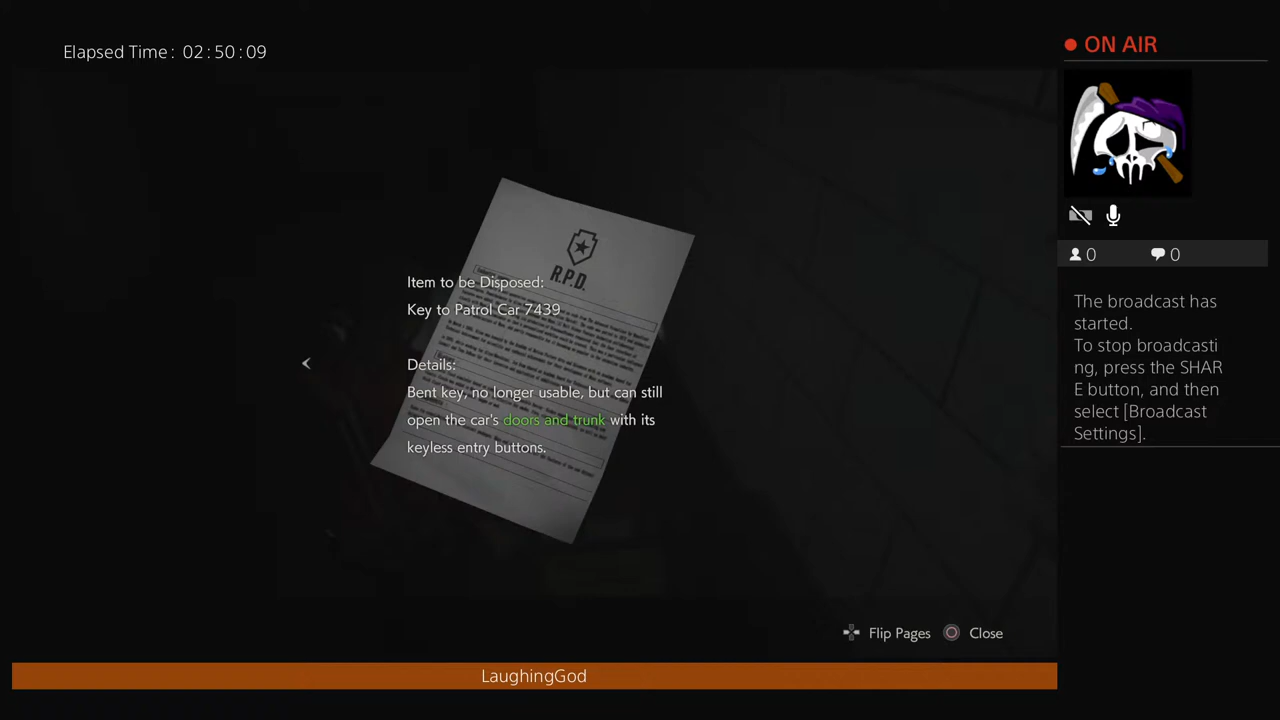 Elapsed Time: 02:50:09
ON AIR
0
0
The broadcast has
started.
To stop broadcasti
ng, press the SHAR
E button, and then
select [Broadcast
Settings].
R.P.D.
Item to be Disposed:
Key to Patrol Car 7439
Details:
Bent key, no longer usable, but can still
open the car's doors and trunk with its
keyless entry buttons.
Flip Pages
Close
LaughingGod